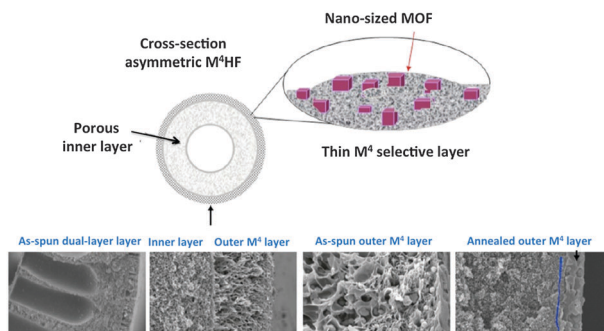 Nano-sized MOF
Cross-section
asymmetric M⁴HF
Porous
inner layer
Thin M⁴ selective layer
As-spun dual-layer layer
Inner layer
Outer M⁴ layer
As-spun outer M⁴ layer
Annealed outer M⁴ layer